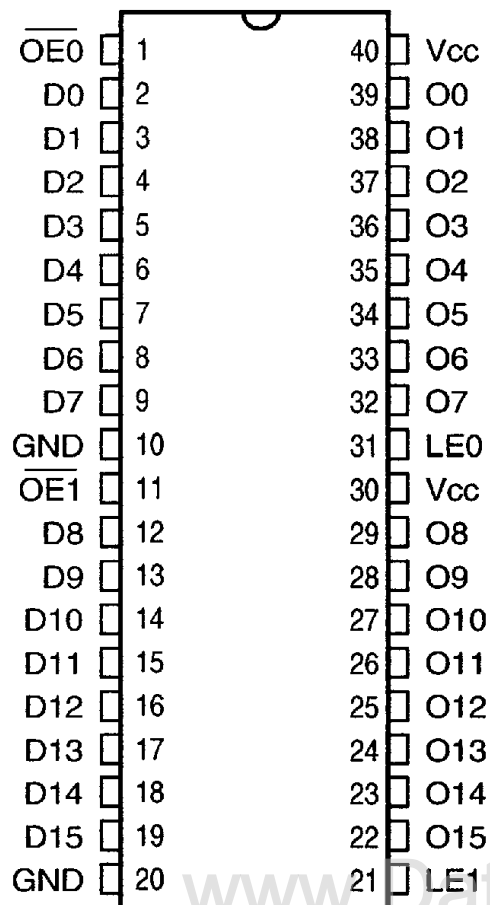 OE0 1 40 Vcc
D0 2 39 O0
D1 3 38 O1
D2 4 37 O2
D3 5 36 O3
D4 6 35 O4
D5 7 34 O5
D6 8 33 O6
D7 9 32 O7
GND 10 31 LE0
OE1 11 30 Vcc
D8 12 29 O8
D9 13 28 O9
D10 14 27 O10
D11 15 26 O11
D12 16 25 O12
D13 17 24 O13
D14 18 23 O14
D15 19 22 O15
GND 20 21 LE1